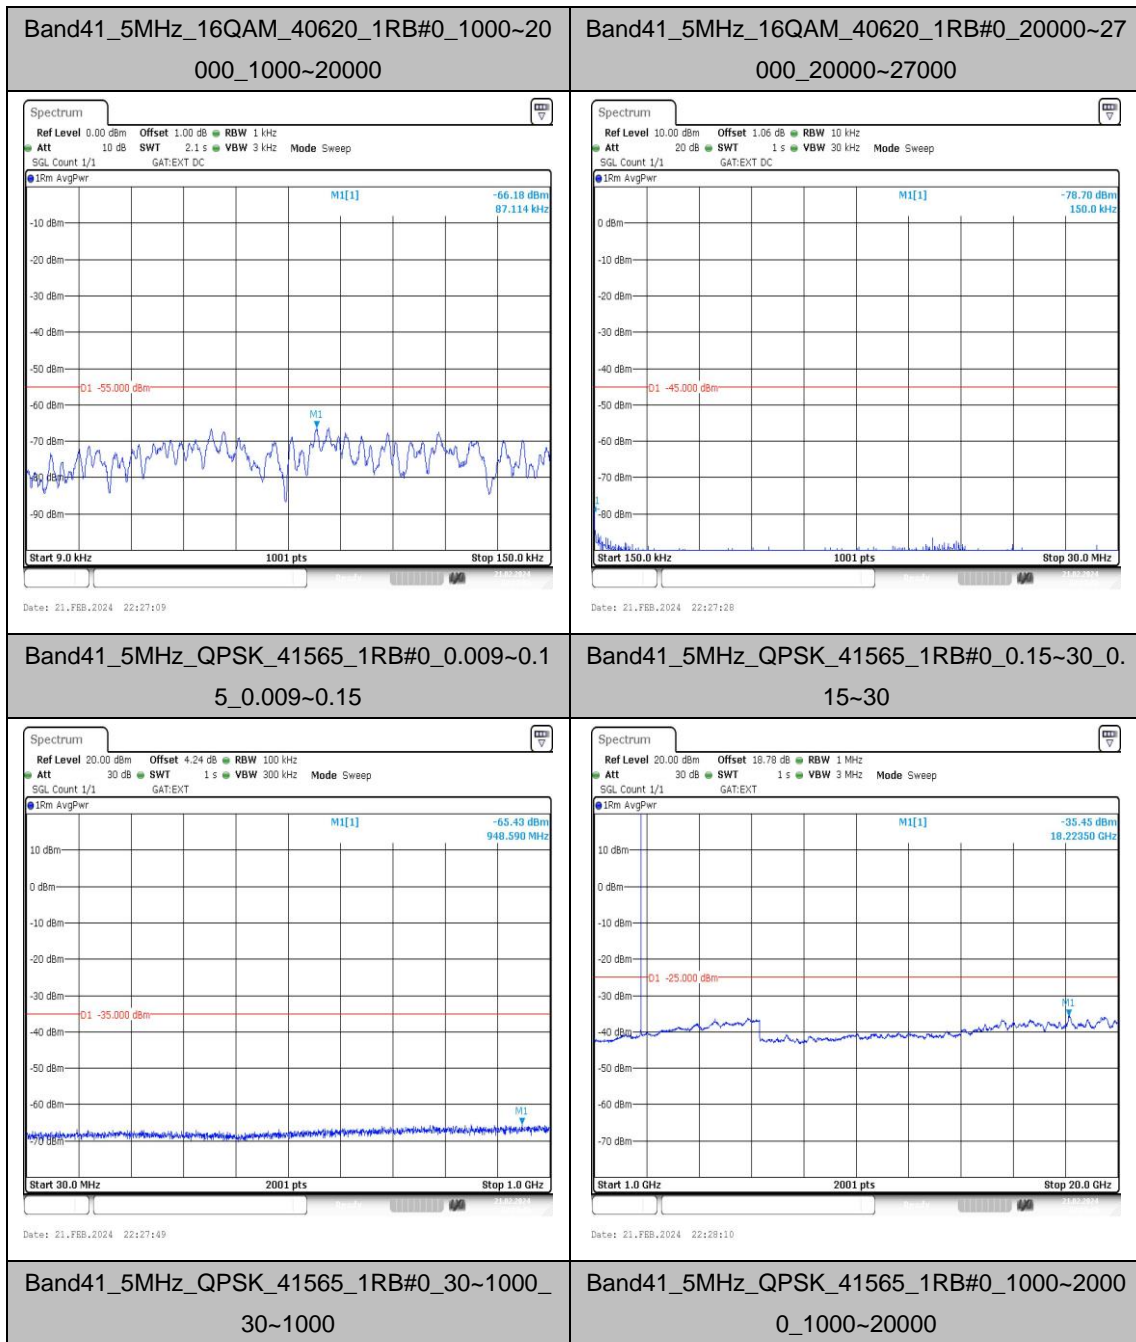 Band41_5MHz_16QAM_40620_1RB#0_1000~20
000_1000~20000
Band41_5MHz_16QAM_40620_1RB#0_20000~27
000_20000~27000
Spectrum
Ref Level 0.00 dBm Offset 1.00 dB RBW 1 kHz
Att 10 dB SWT 2.1 s VBW 3 kHz Mode Sweep
SGL Count 1/1 GAT:EXT DC
1Rm AvgPwr
M1[1] -66.18 dBm
87.114 kHz
-10 dBm
-20 dBm
-30 dBm
-40 dBm
-50 dBm
D1 -55.000 dBm
-60 dBm
M1
-70 dBm
-80 dBm
-90 dBm
Start 9.0 kHz 1001 pts Stop 150.0 kHz
Date: 21.FEB.2024 22:27:09
Spectrum
Ref Level 10.00 dBm Offset 1.06 dB RBW 10 kHz
Att 20 dB SWT 1 s VBW 30 kHz Mode Sweep
SGL Count 1/1 GAT:EXT DC
1Rm AvgPwr
M1[1] -78.70 dBm
150.0 kHz
0 dBm
-10 dBm
-20 dBm
-30 dBm
-40 dBm
D1 -45.000 dBm
-50 dBm
-60 dBm
-70 dBm
-80 dBm
Start 150.0 kHz 1001 pts Stop 30.0 MHz
Date: 21.FEB.2024 22:27:28
Band41_5MHz_QPSK_41565_1RB#0_0.009~0.1
5_0.009~0.15
Band41_5MHz_QPSK_41565_1RB#0_0.15~30_0.
15~30
Spectrum
Ref Level 20.00 dBm Offset 4.24 dB RBW 100 kHz
Att 30 dB SWT 1 s VBW 300 kHz Mode Sweep
SGL Count 1/1 GAT:EXT
1Rm AvgPwr
M1[1] -65.43 dBm
948.590 MHz
10 dBm
0 dBm
-10 dBm
-20 dBm
-30 dBm
D1 -35.000 dBm
-40 dBm
-50 dBm
-60 dBm
M1
-70 dBm
Start 30.0 MHz 2001 pts Stop 1.0 GHz
Date: 21.FEB.2024 22:27:49
Spectrum
Ref Level 20.00 dBm Offset 18.78 dB RBW 1 MHz
Att 30 dB SWT 1 s VBW 3 MHz Mode Sweep
SGL Count 1/1 GAT:EXT
1Rm AvgPwr
M1[1] -35.45 dBm
18.22350 GHz
10 dBm
0 dBm
-10 dBm
-20 dBm
D1 -25.000 dBm
-30 dBm
M1
-40 dBm
-50 dBm
-60 dBm
-70 dBm
Start 1.0 GHz 2001 pts Stop 20.0 GHz
Date: 21.FEB.2024 22:28:10
Band41_5MHz_QPSK_41565_1RB#0_30~1000_
30~1000
Band41_5MHz_QPSK_41565_1RB#0_1000~2000
0_1000~20000